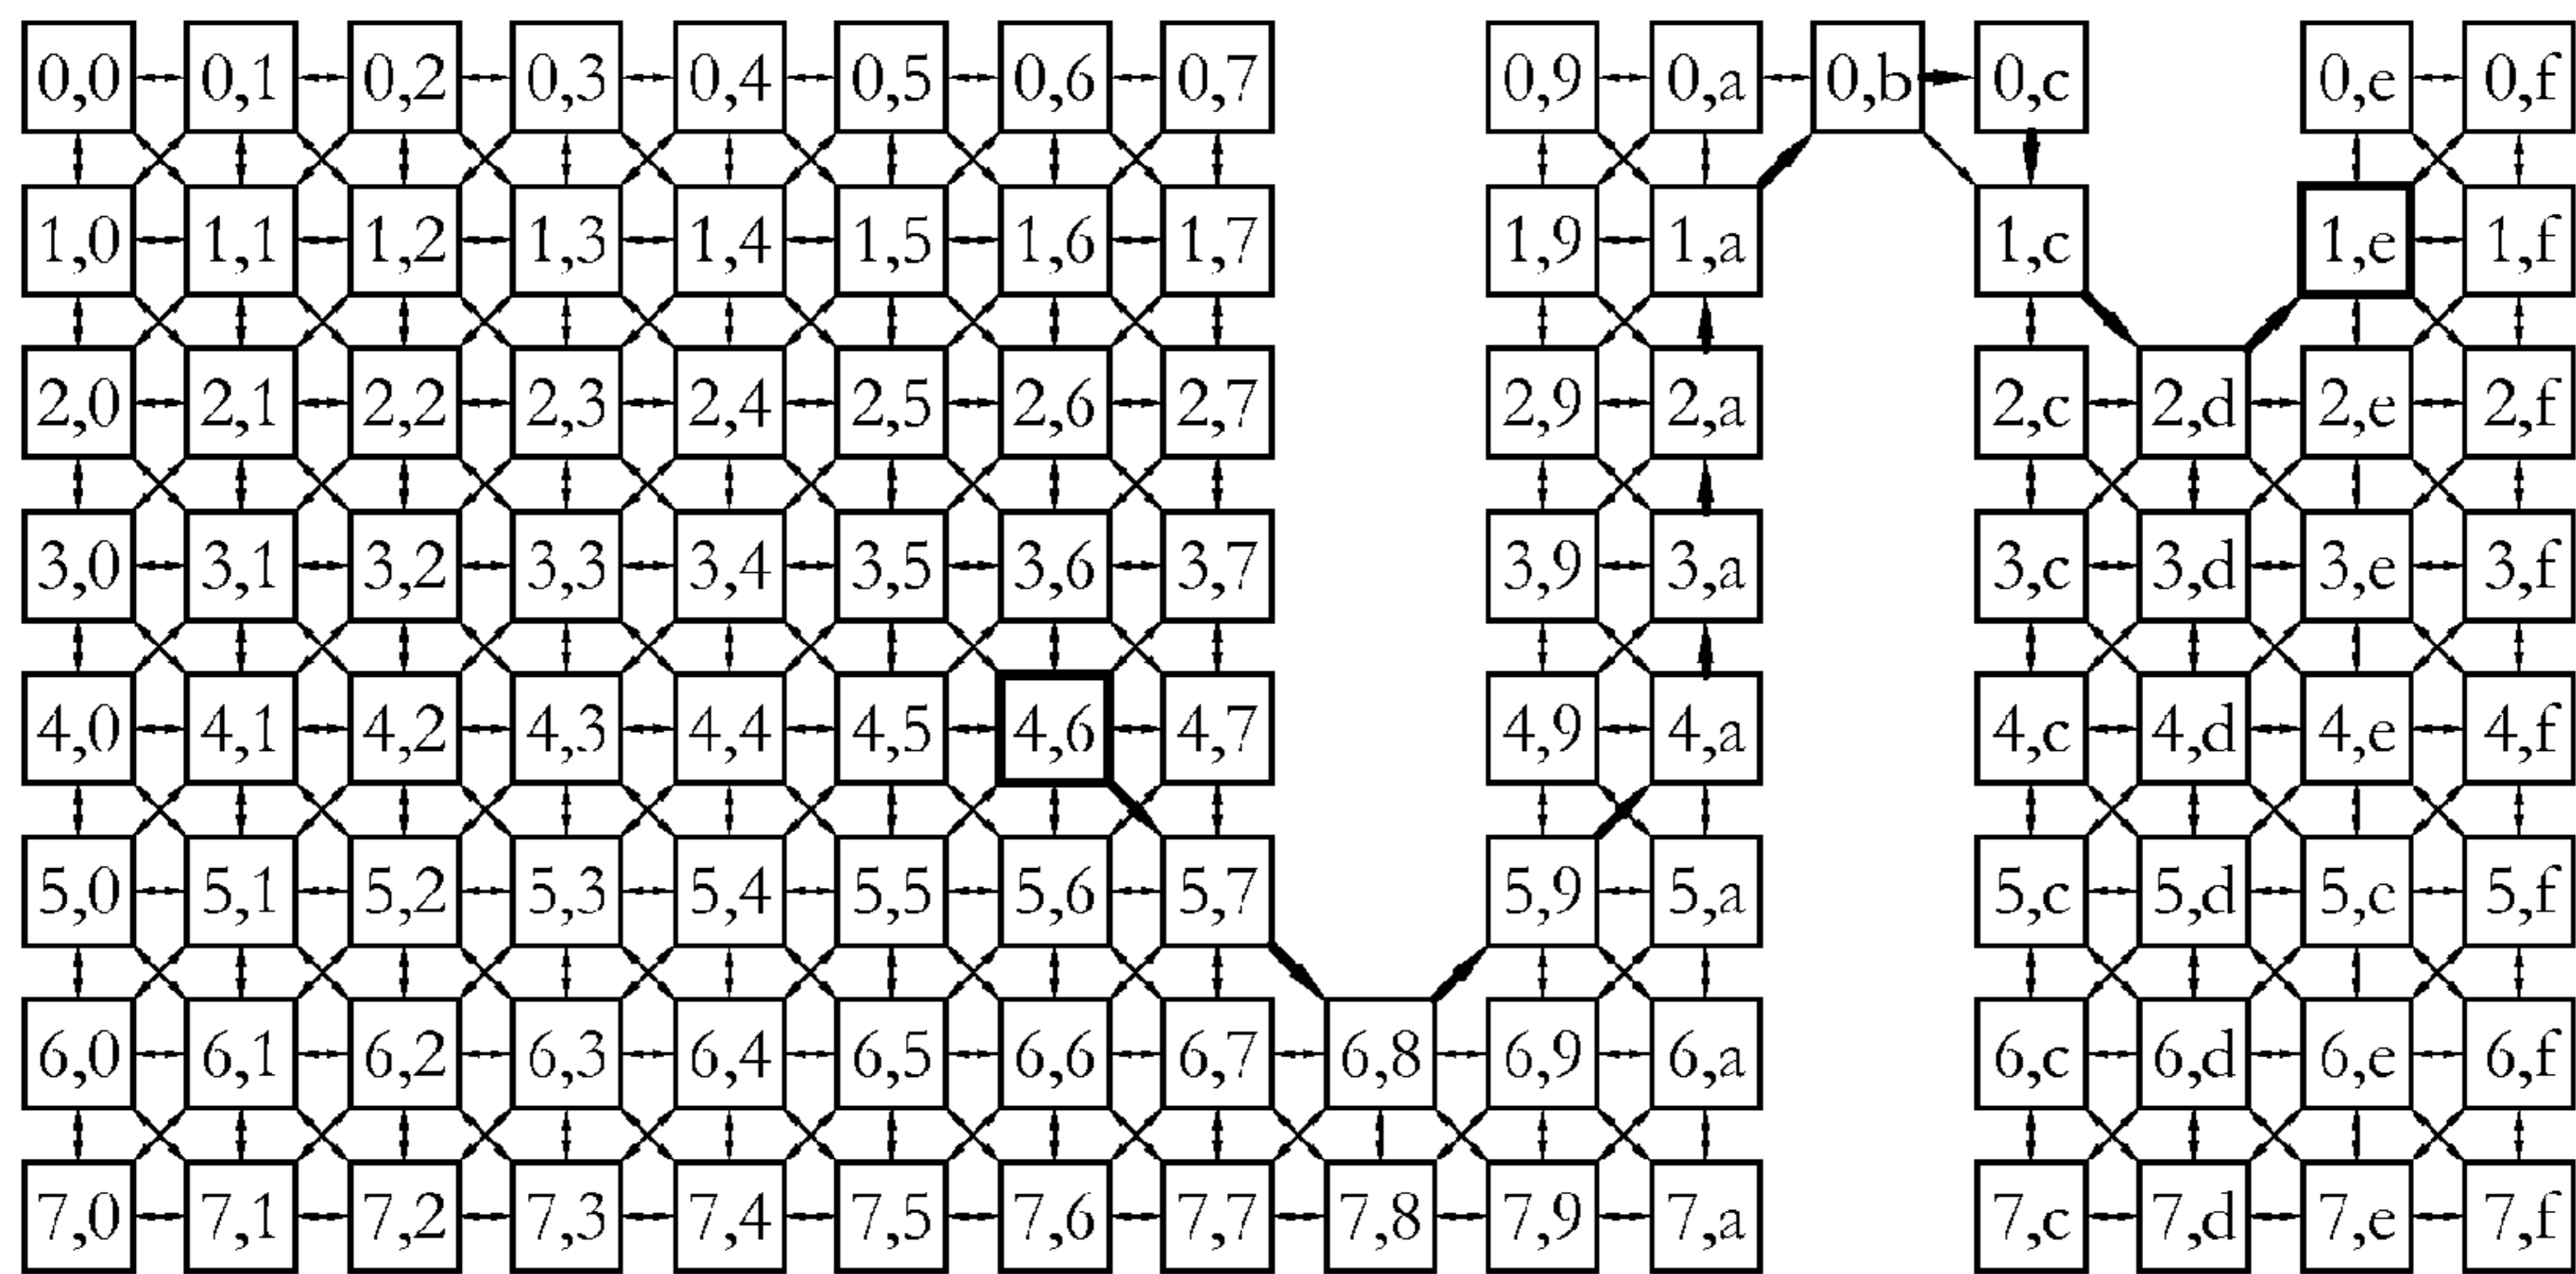 0,0 0,1 0,2 0,3 0,4 0,5 0,6 0,7 0,9 0,a 0,b 0,c 0,e 0,f
1,0 1,1 1,2 1,3 1,4 1,5 1,6 1,7 1,9 1,a 1,c 1,e 1,f
2,0 2,1 2,2 2,3 2,4 2,5 2,6 2,7 2,9 2,a 2,c 2,d 2,e 2,f
3,0 3,1 3,2 3,3 3,4 3,5 3,6 3,7 3,9 3,a 3,c 3,d 3,e 3,f
4,0 4,1 4,2 4,3 4,4 4,5 4,6 4,7 4,9 4,a 4,c 4,d 4,e 4,f
5,0 5,1 5,2 5,3 5,4 5,5 5,6 5,7 5,9 5,a 5,c 5,d 5,c 5,f
6,0 6,1 6,2 6,3 6,4 6,5 6,6 6,7 6,8 6,9 6,a 6,c 6,d 6,e 6,f
7,0 7,1 7,2 7,3 7,4 7,5 7,6 7,7 7,8 7,9 7,a 7,c 7,d 7,e 7,f